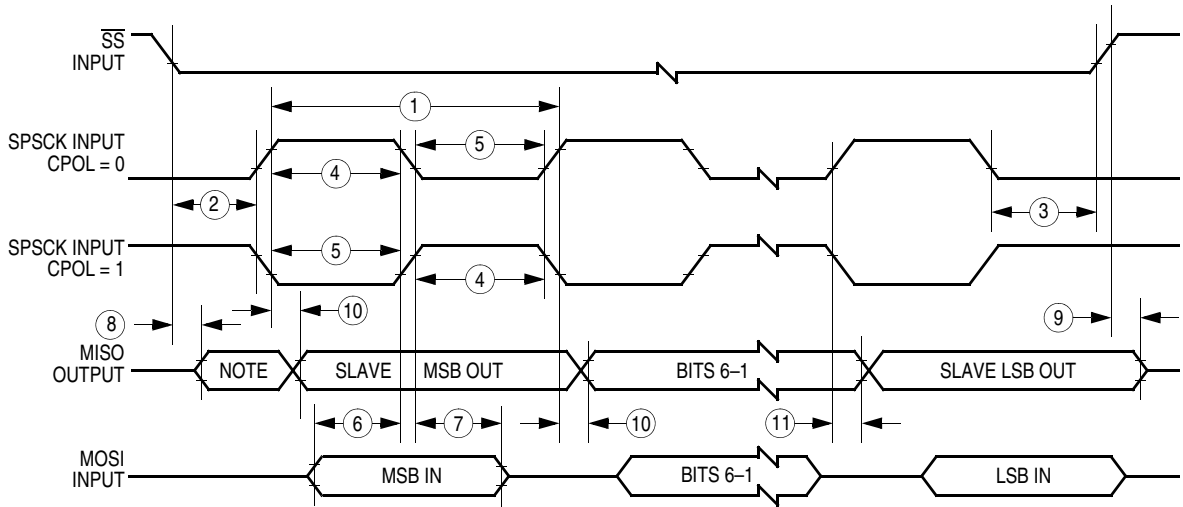 SS
INPUT
1
SPSCK INPUT
CPOL = 0
5
4
2
3
SPSCK INPUT
CPOL = 1
5
4
8
10
9
MISO
OUTPUT
NOTE
SLAVE
MSB OUT
BITS 6–1
SLAVE LSB OUT
6
7
10
11
MOSI
INPUT
MSB IN
BITS 6–1
LSB IN